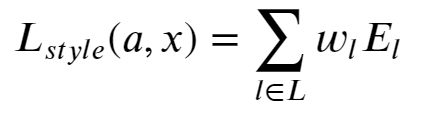 L_{style}(a, x) = \sum_{l \in L} w_l E_l